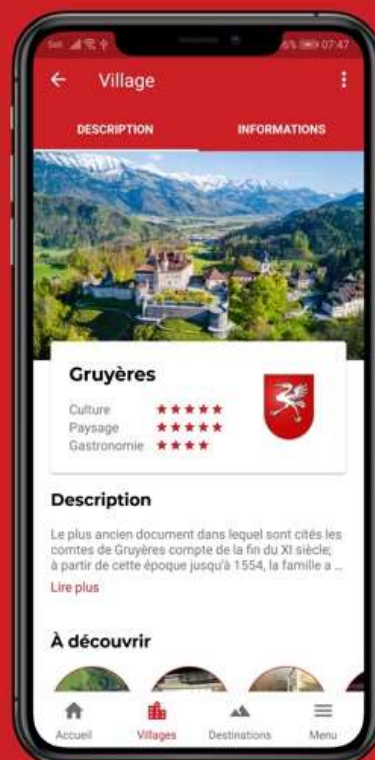 6% 07:47
Village
DESCRIPTION
INFORMATIONS
Gruyères
Culture
Paysage
Gastronomie
Description
Le plus ancien document dans lequel sont cités les
comtes de Gruyères compte de la fin du XI siècle;
à partir de cette époque jusqu'à 1554, la famille a ...
Lire plus
À découvrir
Accueil
Villages
Destinations
Menu